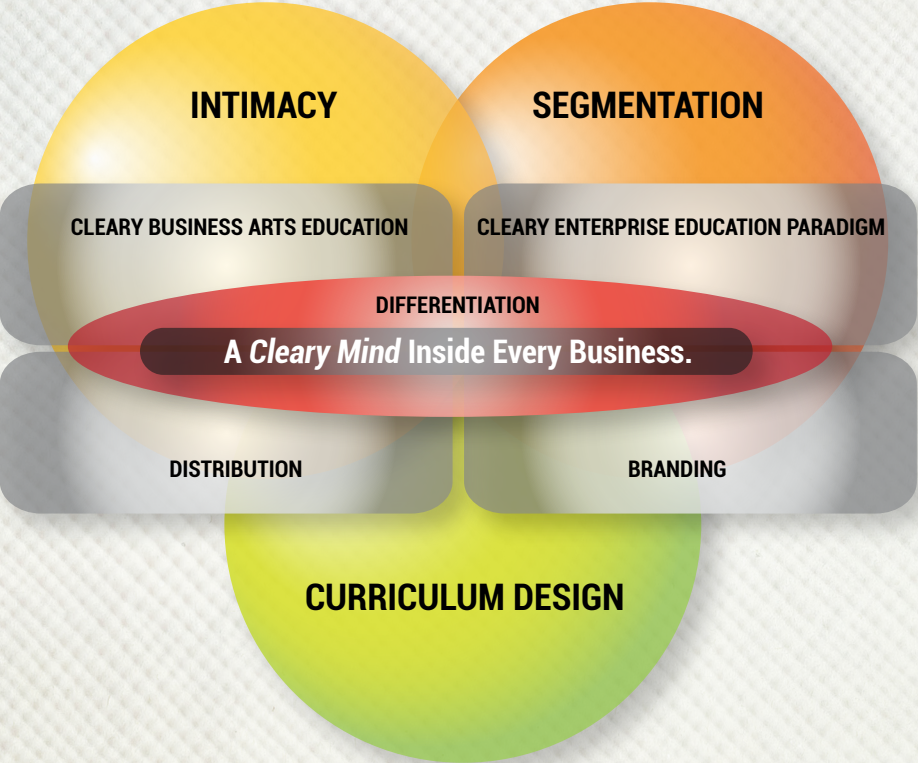 INTIMACY
SEGMENTATION
CLEARY BUSINESS ARTS EDUCATION
CLEARY ENTERPRISE EDUCATION PARADIGM
DIFFERENTIATION
A Cleary Mind Inside Every Business.
DISTRIBUTION
BRANDING
CURRICULUM DESIGN